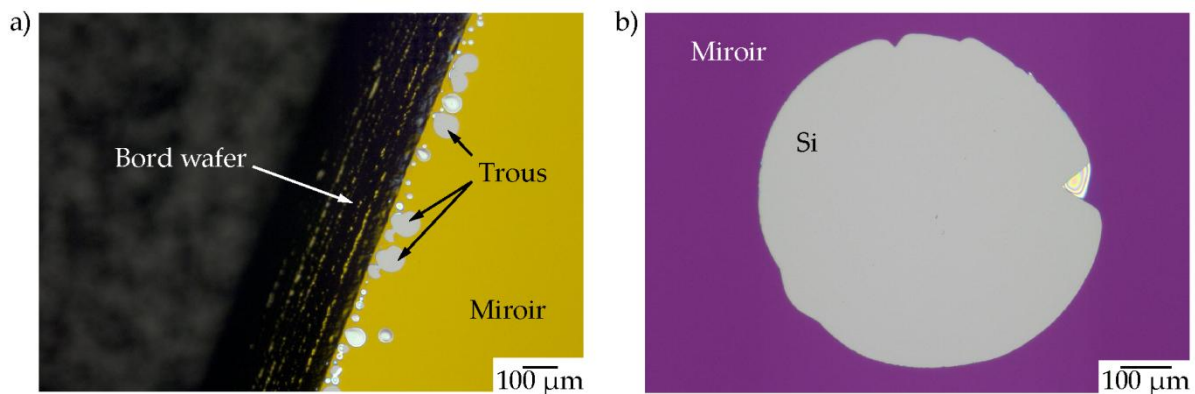 a)
Bord wafer
Trous
Miroir
100 µm
b)
Miroir
Si
100 µm